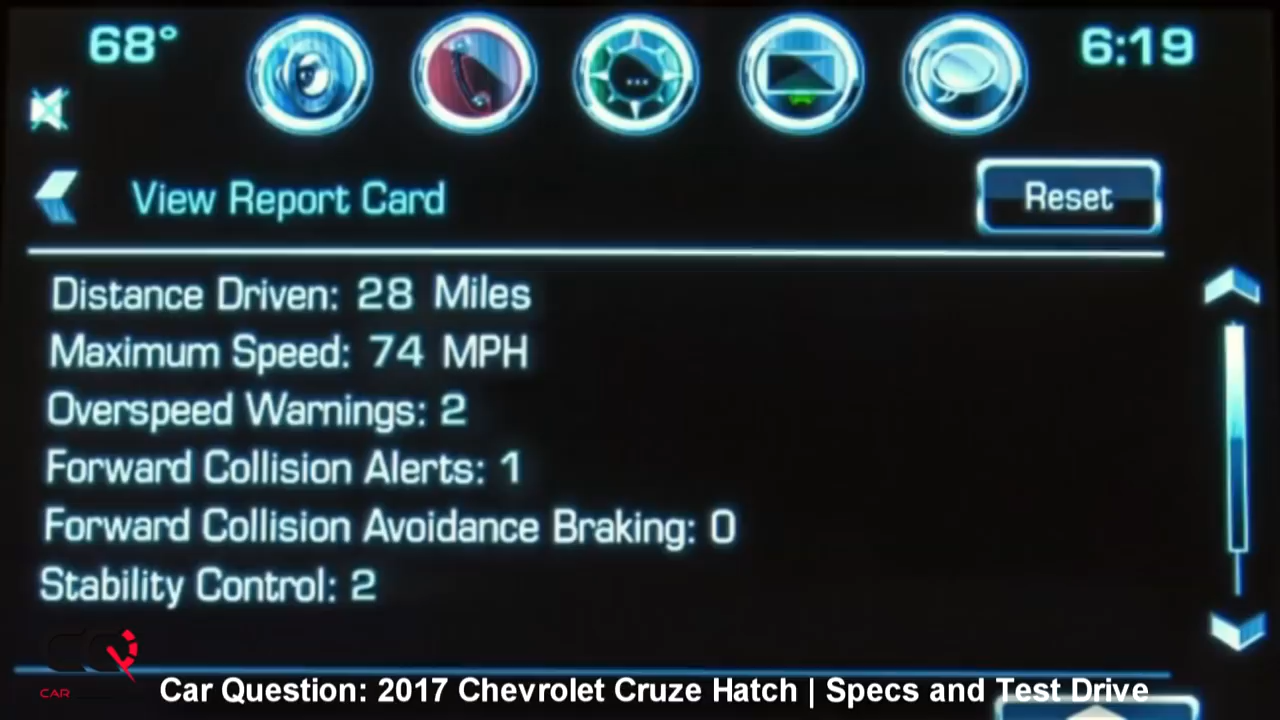 68° 6:19
View Report Card Reset
Distance Driven: 28 Miles
Maximum Speed: 74 MPH
Overspeed Warnings: 2
Forward Collision Alerts: 1
Forward Collision Avoidance Braking: 0
Stability Control: 2
CAR
Car Question: 2017 Chevrolet Cruze Hatch | Specs and Test Drive